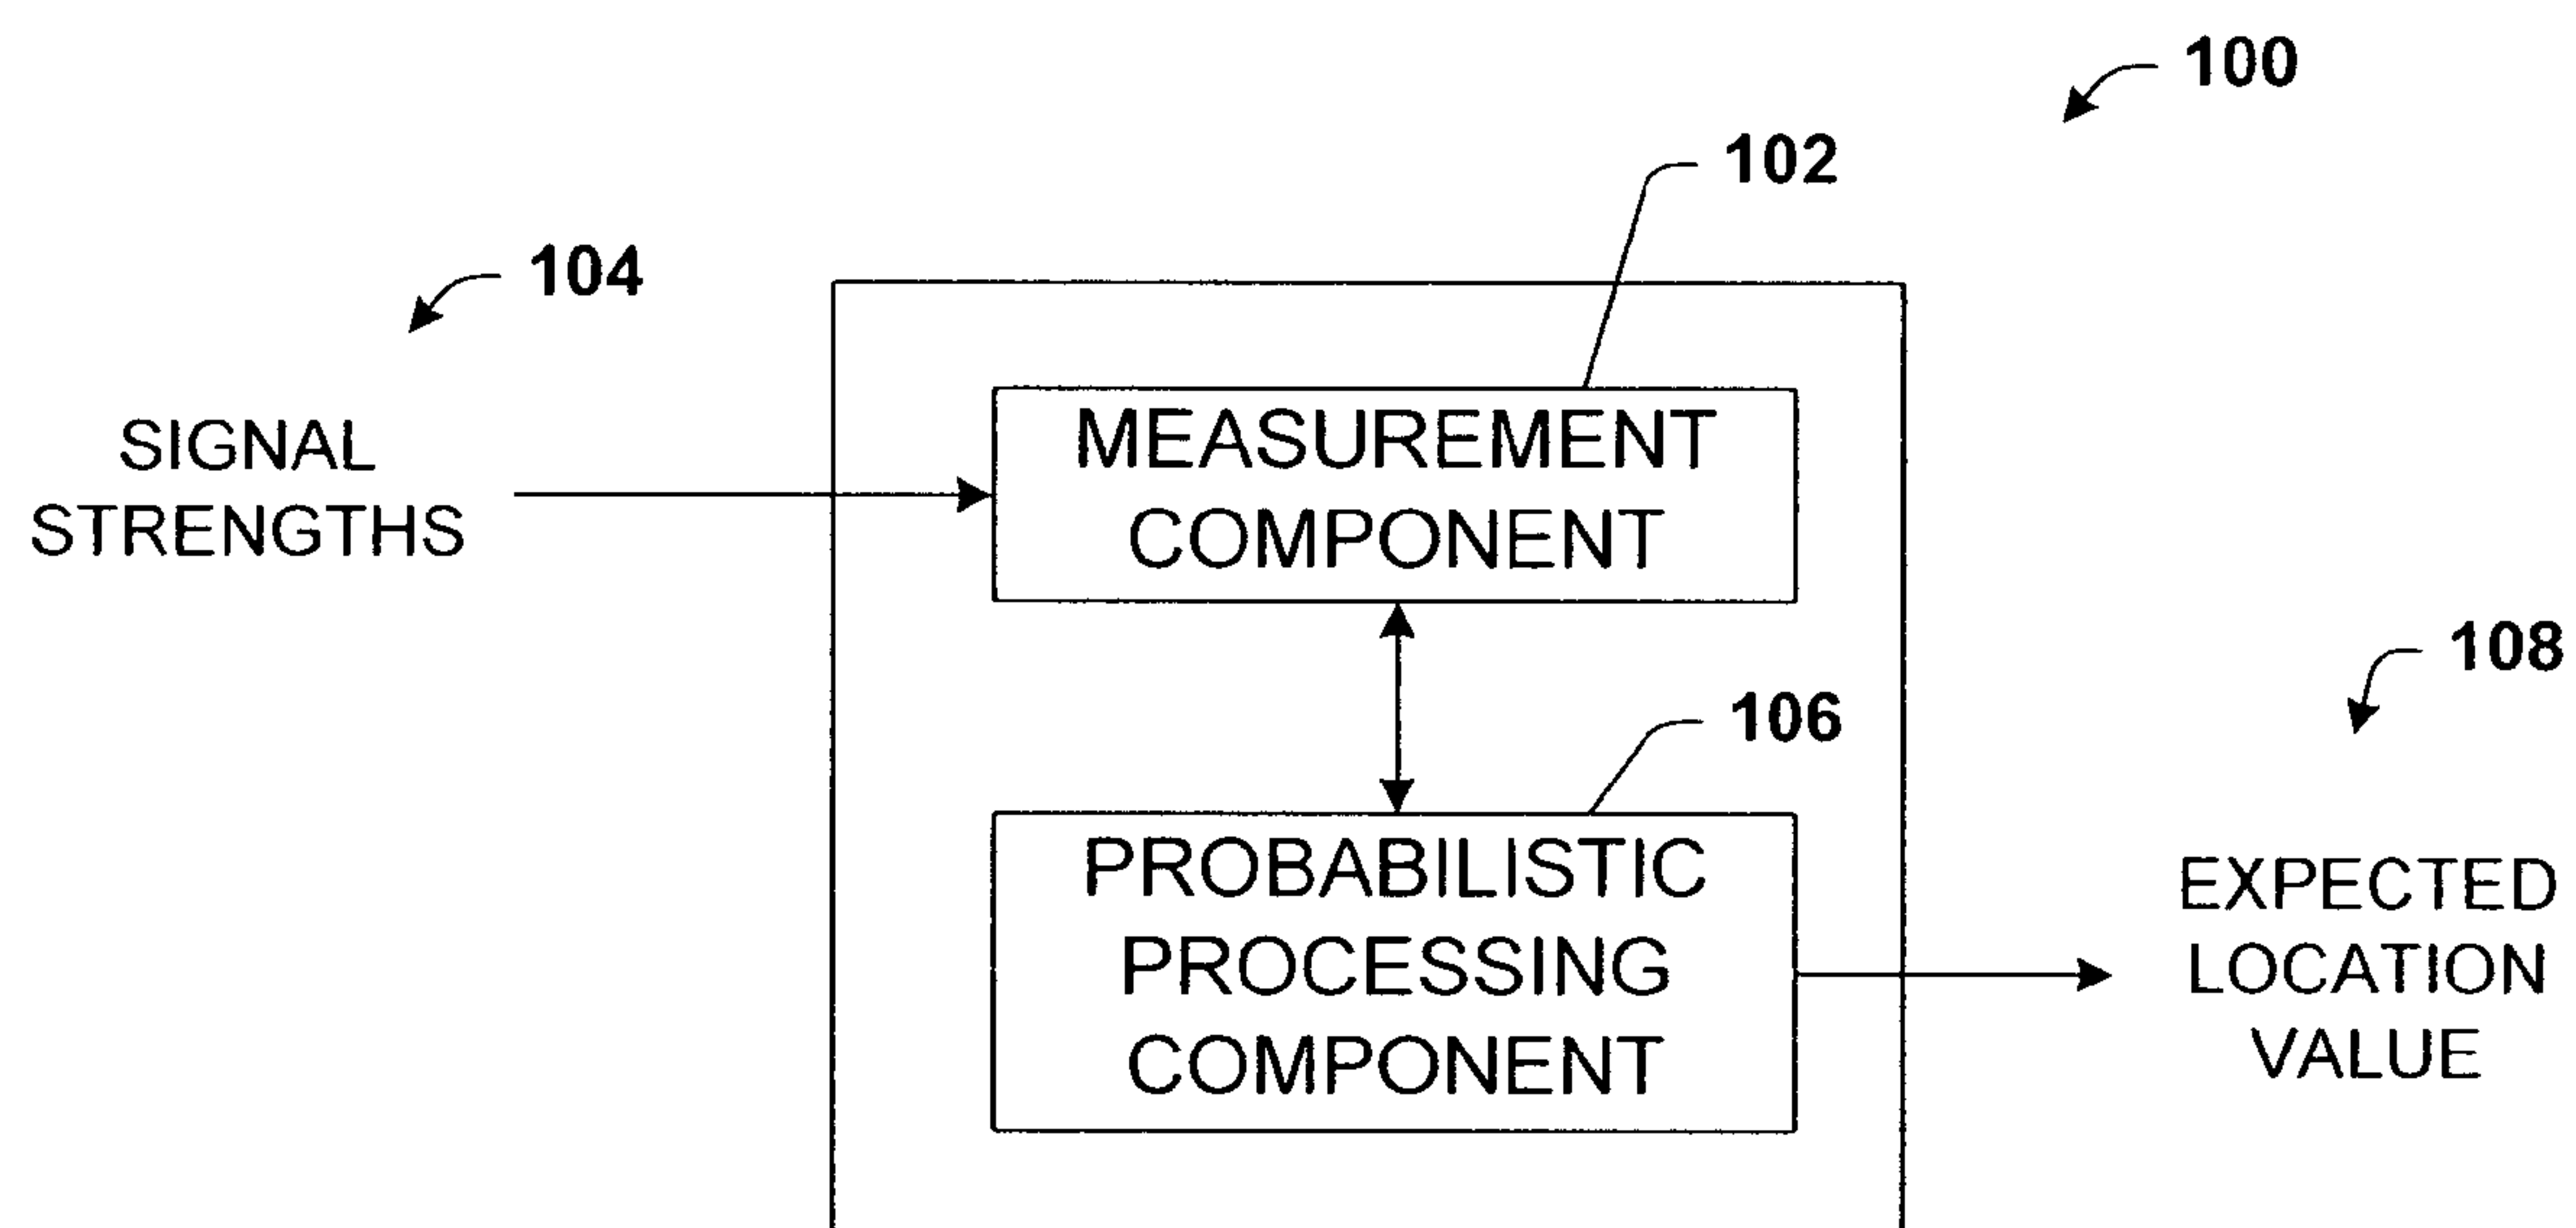 100
102
104
SIGNAL
STRENGTHS
MEASUREMENT
COMPONENT
108
106
PROBABILISTIC
PROCESSING
COMPONENT
EXPECTED
LOCATION
VALUE